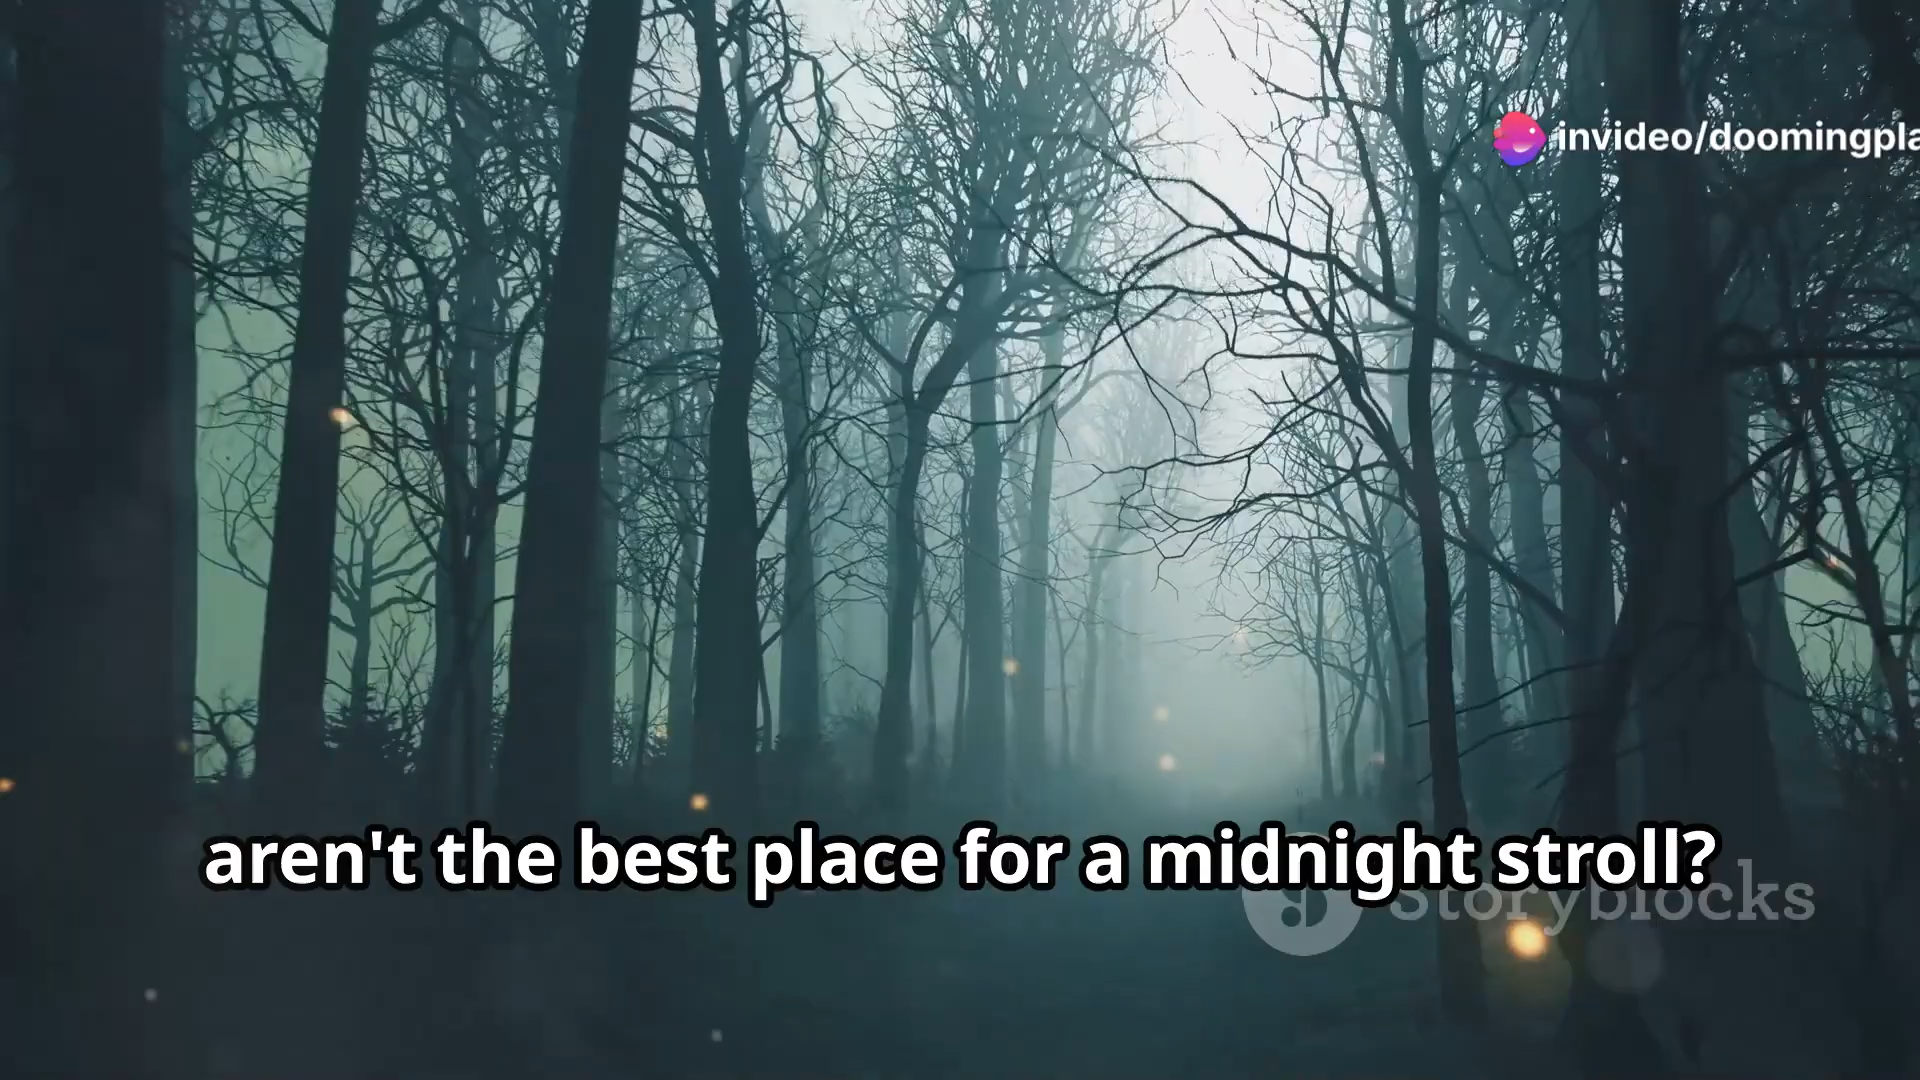 invideo/doomingpla
aren't the best place for a midnight stroll?
Storyblocks